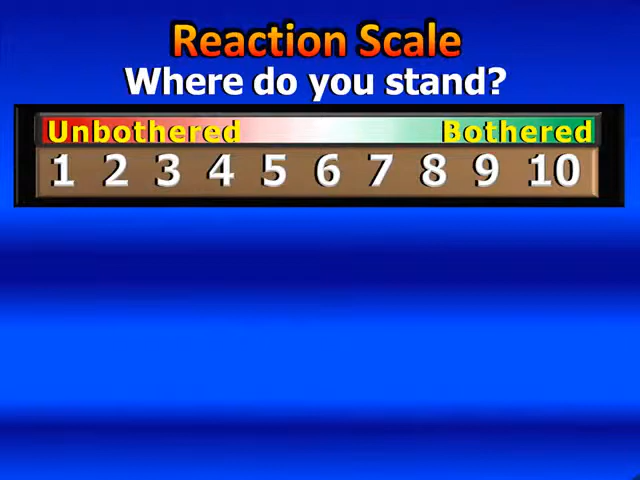 Reaction Scale
Where do you stand?
Unbothered Bothered
1 2 3 4 5 6 7 8 9 10